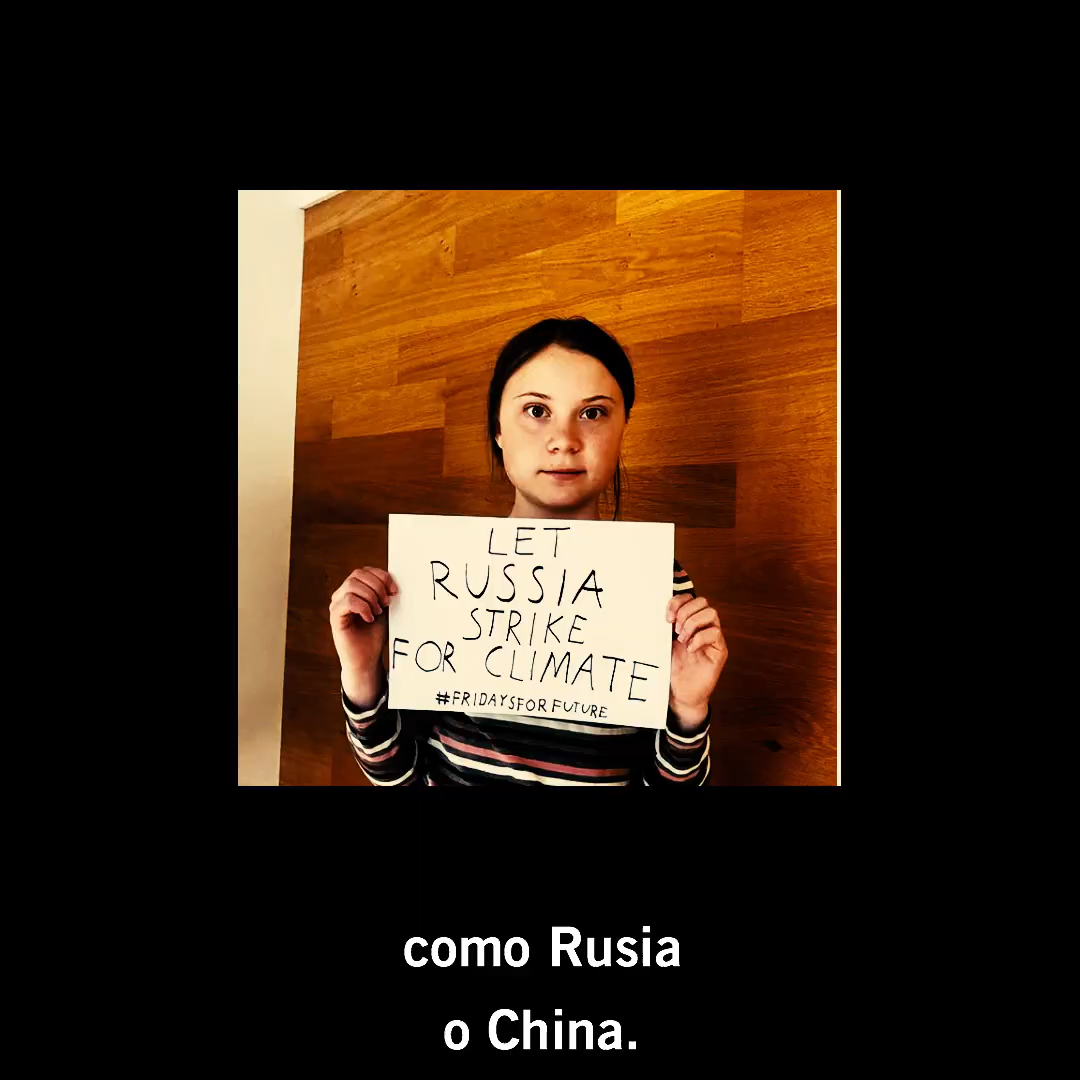 LET
RUSSIA
STRIKE
FOR CLIMATE
#FRIDAYSFORFUTURE
como Rusia
o China.